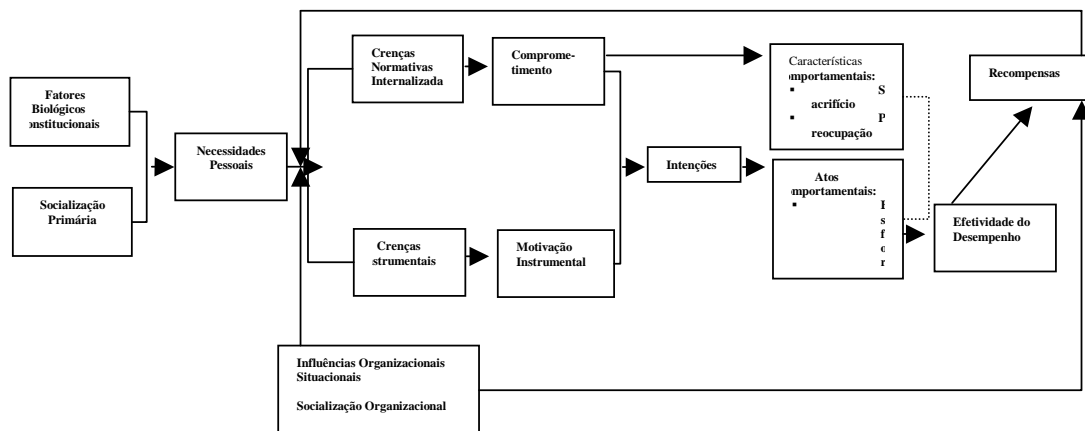 Fatores
Biológicos
onstitucionais
Socialização
Primária
Necessidades
Pessoais
Crenças
Normativas
Internalizada
Comprome-
timento
Crenças
strumentais
Motivação
Instrumental
Intenções
Características
omportamentais:
▪ S
acrifício
▪ P
reocupação
Atos
omportamentais:
▪ E
s
f
o
r
Efetividade do
Desempenho
Recompensas
Influências Organizacionais
Situacionais
Socialização Organizacional